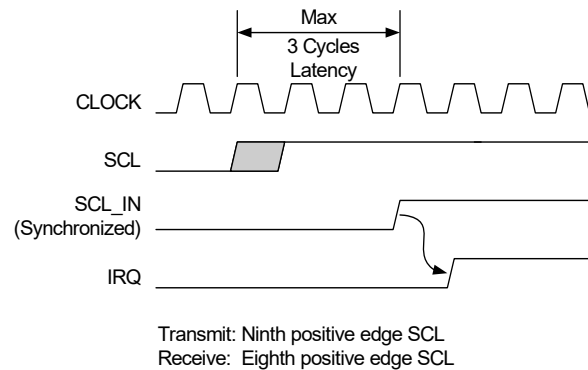 Max
3 Cycles
Latency
CLOCK
SCL
SCL_IN
(Synchronized)
IRQ
Transmit: Ninth positive edge SCL
Receive: Eighth positive edge SCL